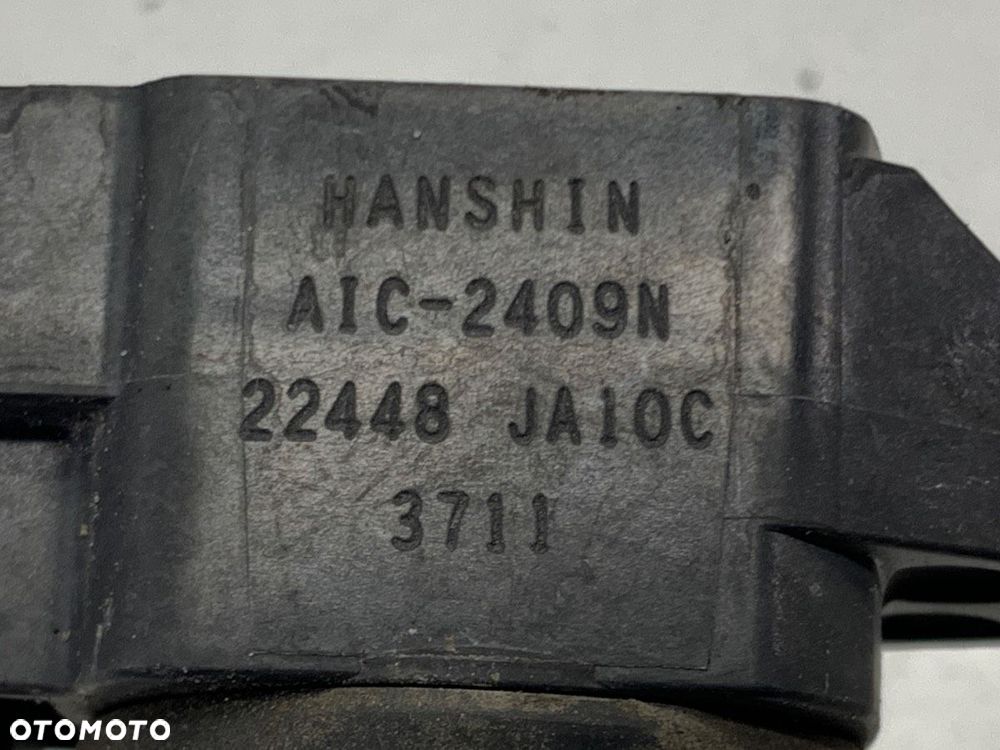 HANSHIN
AIC-2409N
22448 JA10C
3711
OTOMOTO